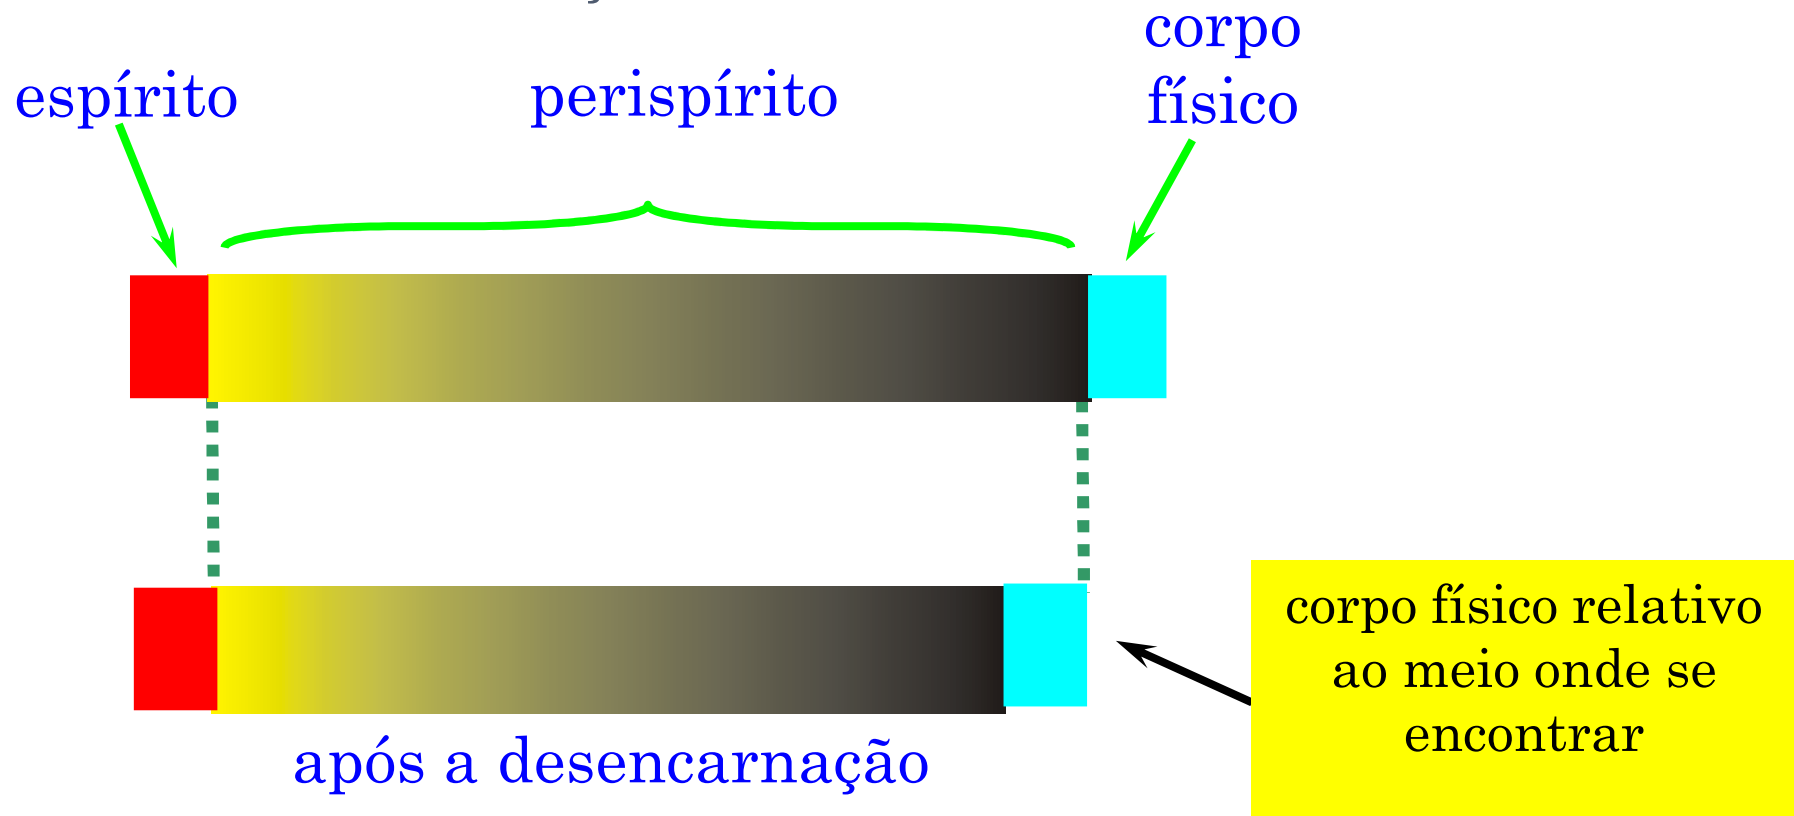 espírito
perispírito
corpo
físico
corpo físico relativo
ao meio onde se
encontrar
após a desencarnação